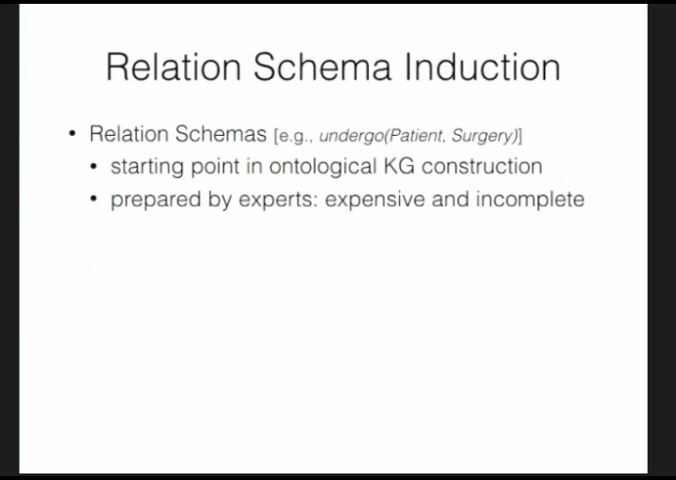 Relation Schema Induction
• Relation Schemas [e.g., undergo(Patient, Surgery)]
• starting point in ontological KG construction
• prepared by experts: expensive and incomplete